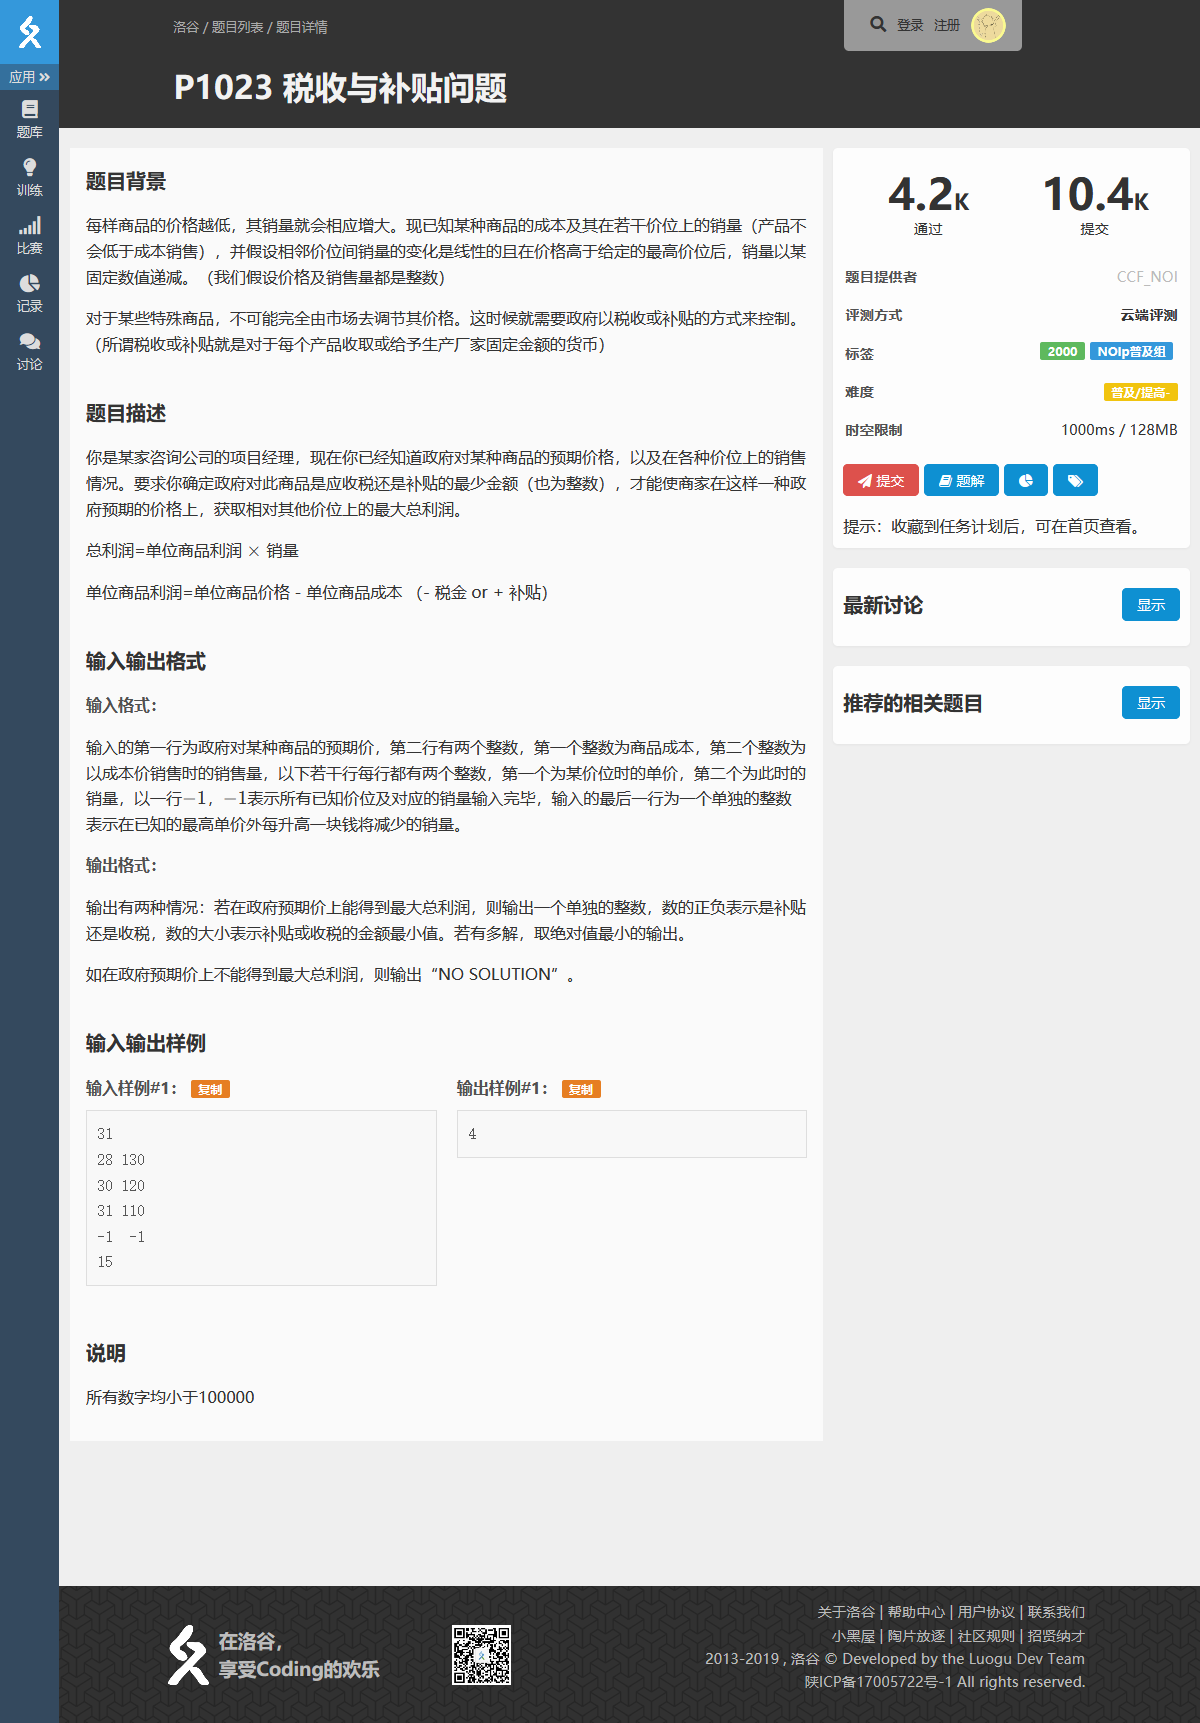 洛谷 / 题目列表 / 题目详情
登录 注册
P1023 税收与补贴问题
应用
题库
训练
比赛
记录
讨论
题目背景
每样商品的价格越低，其销量就会相应增大。现已知某种商品的成本及其在若干价位上的销量（产品不
会低于成本销售），并假设相邻价位间销量的变化是线性的且在价格高于给定的最高价位后，销量以某
固定数值递减。（我们假设价格及销售量都是整数）
对于某些特殊商品，不可能完全由市场去调节其价格。这时候就需要政府以税收或补贴的方式来控制。
（所谓税收或补贴就是对于每个产品收取或给予生产厂家固定金额的货币）
题目描述
你是某家咨询公司的项目经理，现在你已经知道政府对某种商品的预期价格，以及在各种价位上的销售
情况。要求你确定政府对此商品是应收税还是补贴的最少金额（也为整数），才能使商家在这样一种政
府预期的价格上，获取相对其他价位上的最大总利润。
总利润=单位商品利润 × 销量
单位商品利润=单位商品价格 - 单位商品成本 （- 税金 or + 补贴）
输入输出格式
输入格式：
输入的第一行为政府对某种商品的预期价，第二行有两个整数，第一个整数为商品成本，第二个整数为
以成本价销售时的销售量，以下若干行每行都有两个整数，第一个为某价位时的单价，第二个为此时的
销量，以一行−1，−1表示所有已知价位及对应的销量输入完毕，输入的最后一行为一个单独的整数
表示在已知的最高单价外每升高一块钱将减少的销量。
输出格式：
输出有两种情况：若在政府预期价上能得到最大总利润，则输出一个单独的整数，数的正负表示是补贴
还是收税，数的大小表示补贴或收税的金额最小值。若有多解，取绝对值最小的输出。
如在政府预期价上不能得到最大总利润，则输出“NO SOLUTION”。
输入输出样例
输入样例#1： 复制
31
28 130
30 120
31 110
-1  -1
15
输出样例#1： 复制
4
说明
所有数字均小于100000
4.2K 10.4K
通过 提交
题目提供者 CCF_NOI
评测方式 云端评测
标签 2000 NOIp普及组
难度 普及/提高-
时空限制 1000ms / 128MB
提交 题解
提示：收藏到任务计划后，可在首页查看。
最新讨论 显示
推荐的相关题目 显示
在洛谷，
享受Coding的欢乐
关于洛谷 | 帮助中心 | 用户协议 | 联系我们
小黑屋 | 陶片放逐 | 社区规则 | 招贤纳才
2013-2019 , 洛谷 © Developed by the Luogu Dev Team
陕ICP备17005722号-1 All rights reserved.